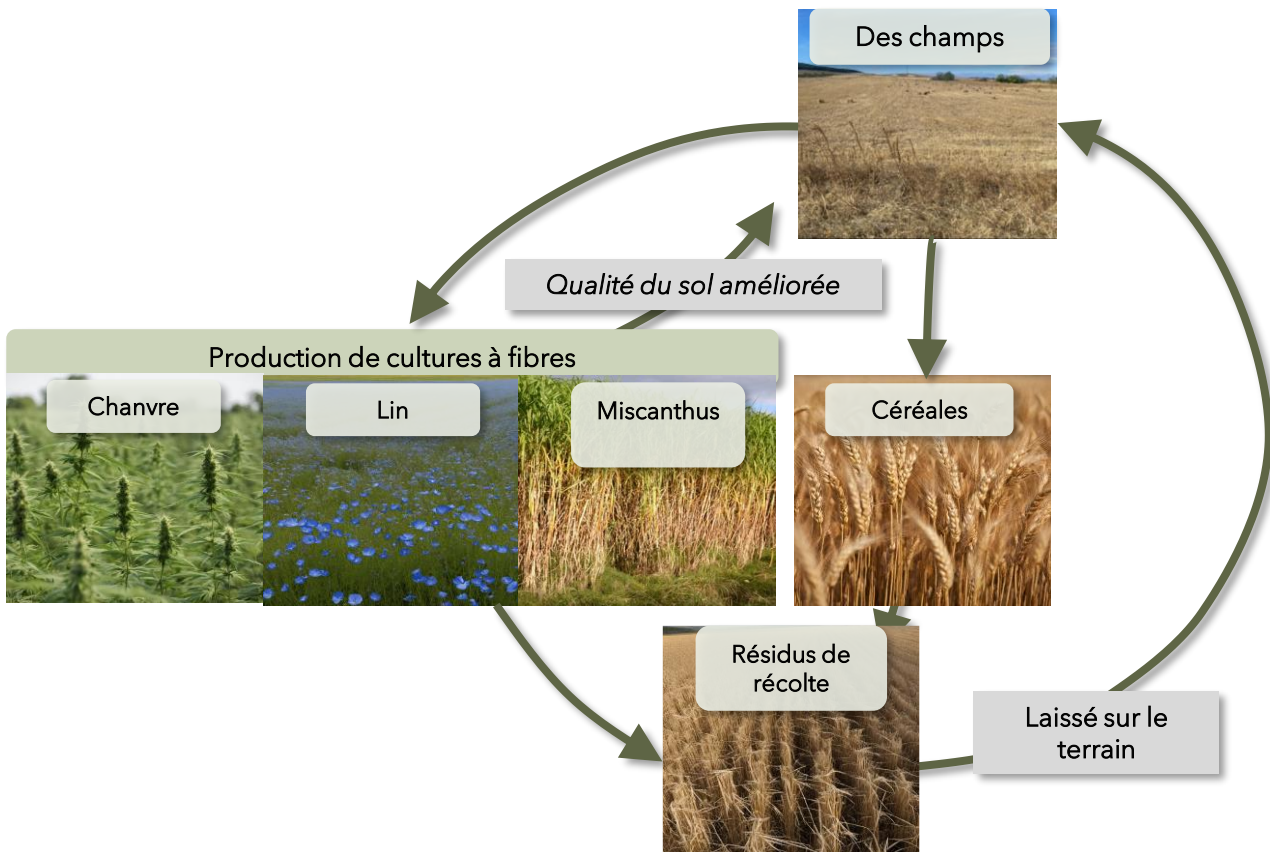 Des champs
Qualité du sol améliorée
Production de cultures à fibres
Chanvre
Lin
Miscanthus
Céréales
Résidus de
récolte
Laissé sur le
terrain